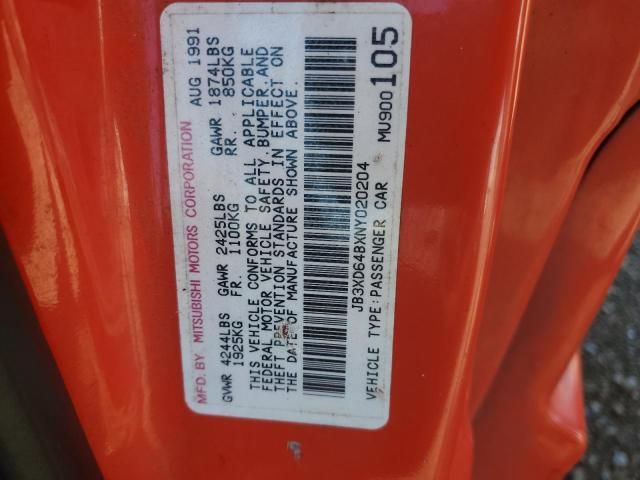 MFD. BY MITSUBISHI MOTORS CORPORATION AUG 1991
GVWR 4244LBS GAWR 2425LBS GAWR 1874LBS
1925KG FR. 1100KG RR. 850KG
THIS VEHICLE CONFORMS TO ALL APPLICABLE
FEDERAL MOTOR VEHICLE SAFETY, BUMPER, AND
THEFT PREVENTION STANDARDS IN EFFECT ON
THE DATE OF MANUFACTURE SHOWN ABOVE.
JB3XD64BXNY020204
VEHICLE TYPE: PASSENGER CAR MU900105